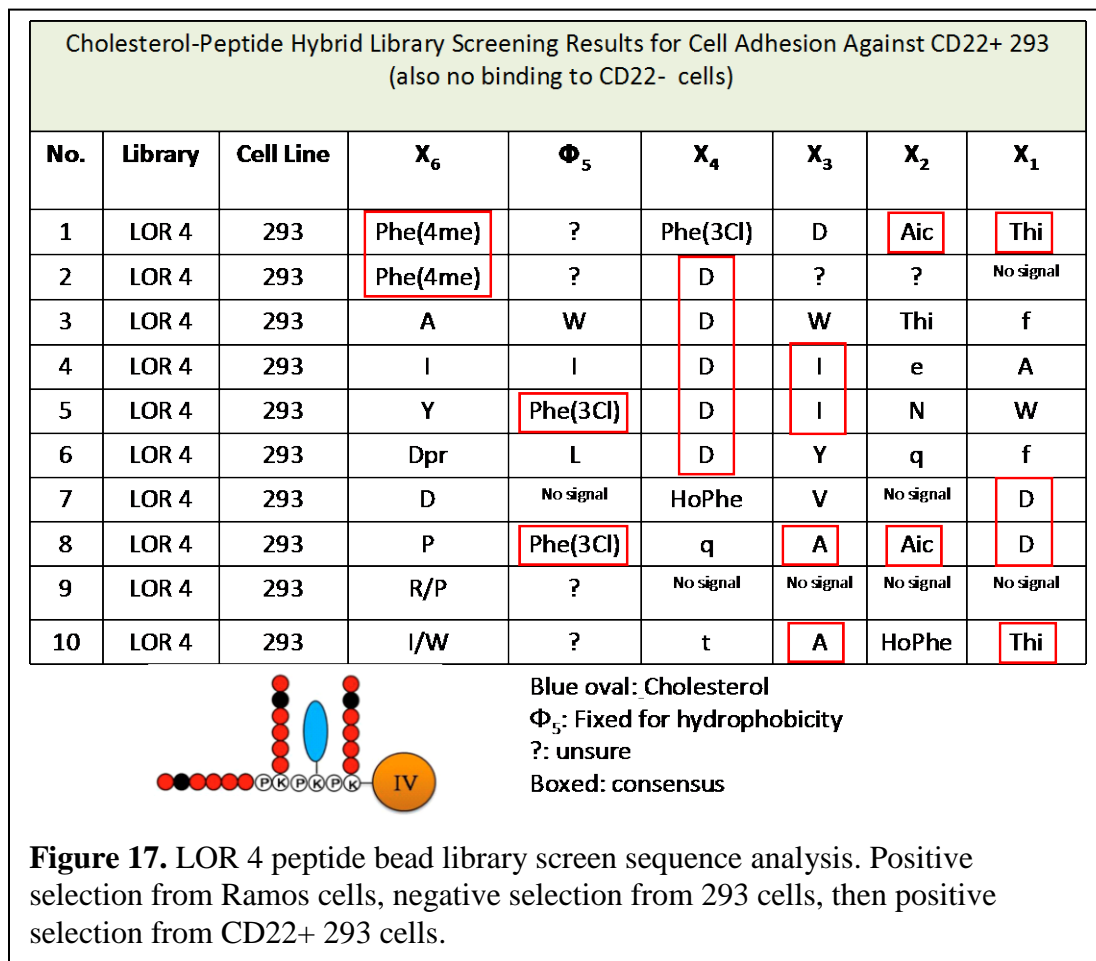 Cholesterol-Peptide Hybrid Library Screening Results for Cell Adhesion Against CD22+ 293
(also no binding to CD22- cells)
No. Library Cell Line X6 Φ5 X4 X3 X2 X1
1 LOR 4 293 Phe(4me) ? Phe(3Cl) D Aic Thi
2 LOR 4 293 Phe(4me) ? D ? ? No signal
3 LOR 4 293 A W D W Thi f
4 LOR 4 293 I I D I e A
5 LOR 4 293 Y Phe(3Cl) D I N W
6 LOR 4 293 Dpr L D Y q f
7 LOR 4 293 D No signal HoPhe V No signal D
8 LOR 4 293 P Phe(3Cl) q A Aic D
9 LOR 4 293 R/P ? No signal No signal No signal No signal
10 LOR 4 293 I/W ? t A HoPhe Thi
P K P K P K IV
Blue oval: Cholesterol
Φ5: Fixed for hydrophobicity
?: unsure
Boxed: consensus
Figure 17. LOR 4 peptide bead library screen sequence analysis. Positive
selection from Ramos cells, negative selection from 293 cells, then positive
selection from CD22+ 293 cells.